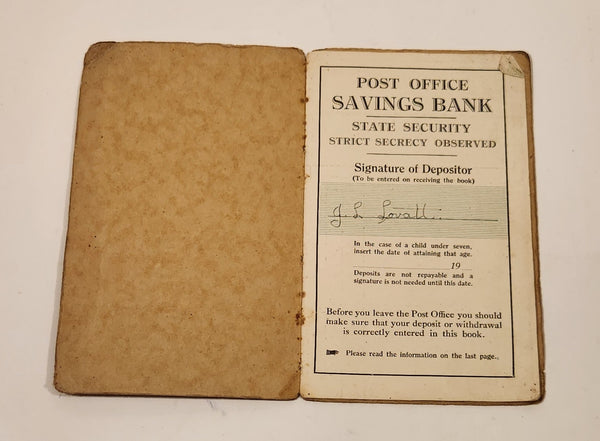 POST OFFICE
SAVINGS BANK
STATE SECURITY
STRICT SECRECY OBSERVED
Signature of Depositor
(To be entered on receiving the book)
J. L. Lovatt
In the case of a child under seven,
insert the date of attaining that age.
19
Deposits are not repayable and a
signature is not needed until this date.
Before you leave the Post Office you should
make sure that your deposit or withdrawal
is correctly entered in this book.
Please read the information on the last page.